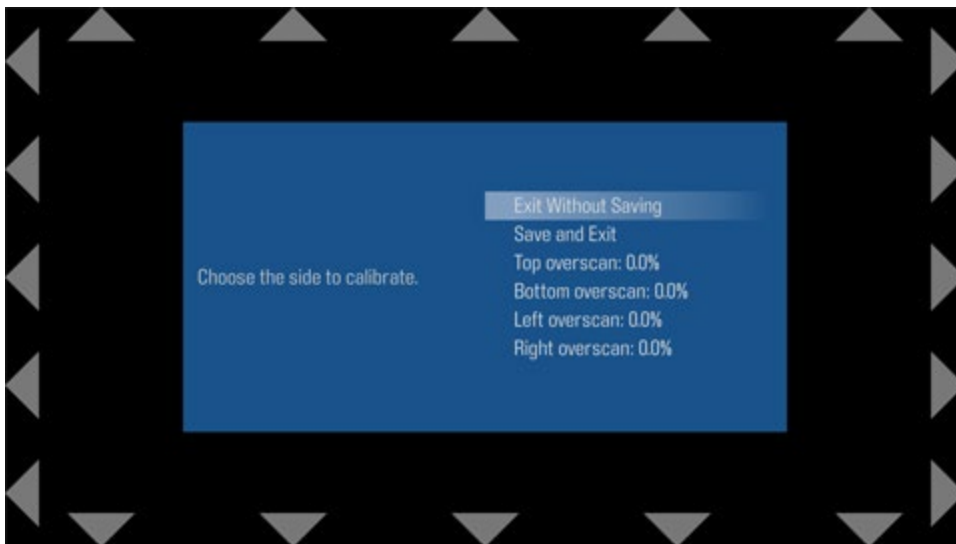 Choose the side to calibrate.
Exit Without Saving
Save and Exit
Top overscan: 0.0%
Bottom overscan: 0.0%
Left overscan: 0.0%
Right overscan: 0.0%